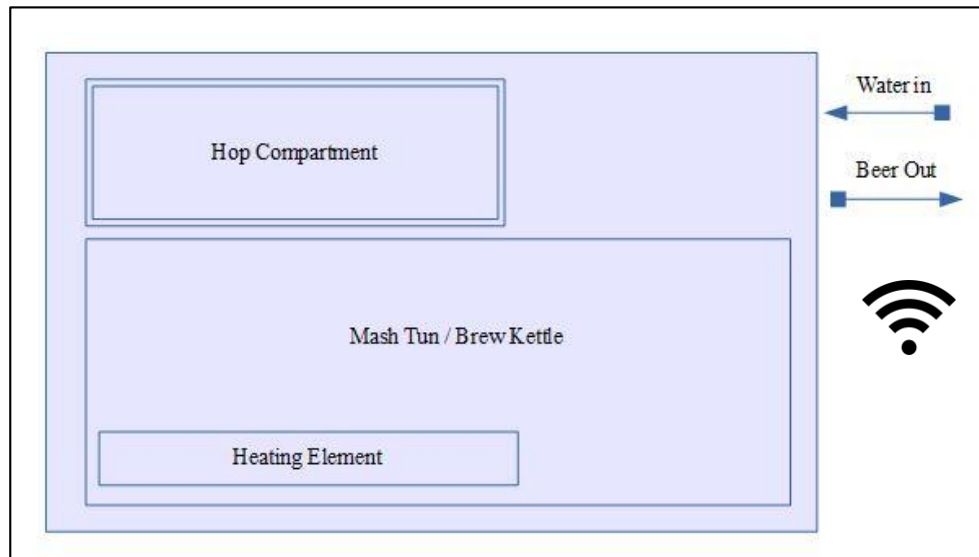 Water in
Hop Compartment
Beer Out
Mash Tun / Brew Kettle
Heating Element